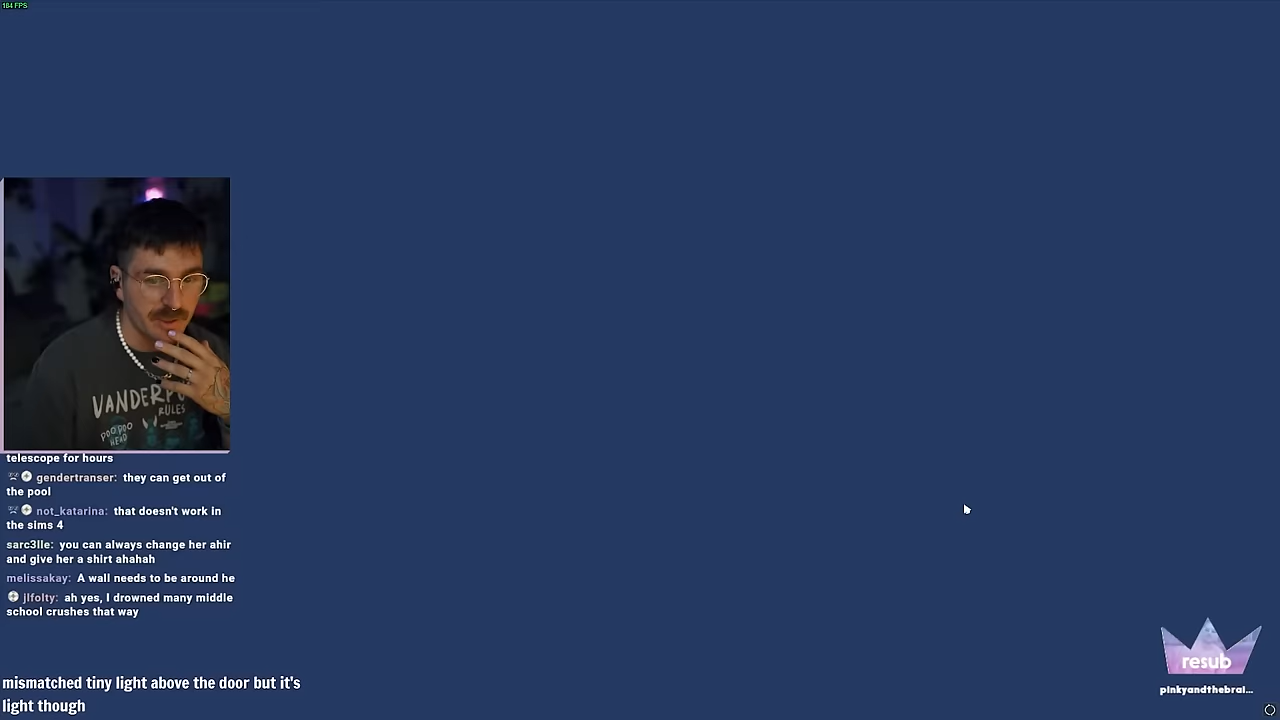 184 FPS
VANDERPU
RULES
DOO DOO
HEAD
telescope for hours
gendertranser: they can get out of
the pool
not_katarina: that doesn't work in
the sims 4
sarc3lle: you can always change her ahir
and give her a shirt ahahah
melissakay: A wall needs to be around he
jlfolty: ah yes, I drowned many middle
school crushes that way
resub
pinkyandthebrai...
mismatched tiny light above the door but it's
light though